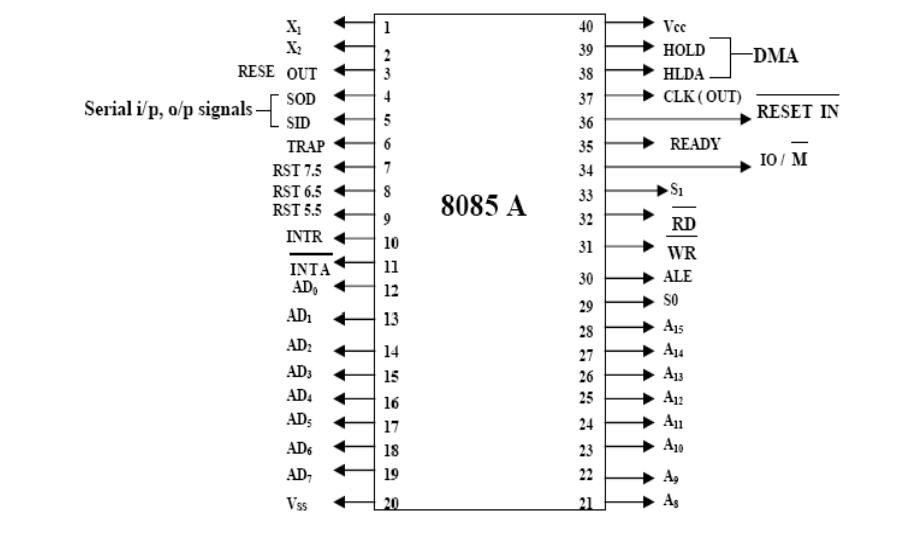 X₁ 1 40 Vcc
X₂ 2 39 HOLD
DMA
RESE OUT 3 38 HLDA
Serial i/p, o/p signals
SOD 4 37 CLK ( OUT)
SID 5 36 RESET IN
TRAP 6 35 READY
RST 7.5 7 34 IO / M
RST 6.5 8 33 S₁
8085 A
RST 5.5 9 32 RD
INTR 10 31 WR
INTA 11 30 ALE
AD₀ 12 29 S0
AD₁ 13 28 A₁₅
AD₂ 14 27 A₁₄
AD₃ 15 26 A₁₃
AD₄ 16 25 A₁₂
AD₅ 17 24 A₁₁
AD₆ 18 23 A₁₀
AD₇ 19 22 A₉
Vss 20 21 A₈